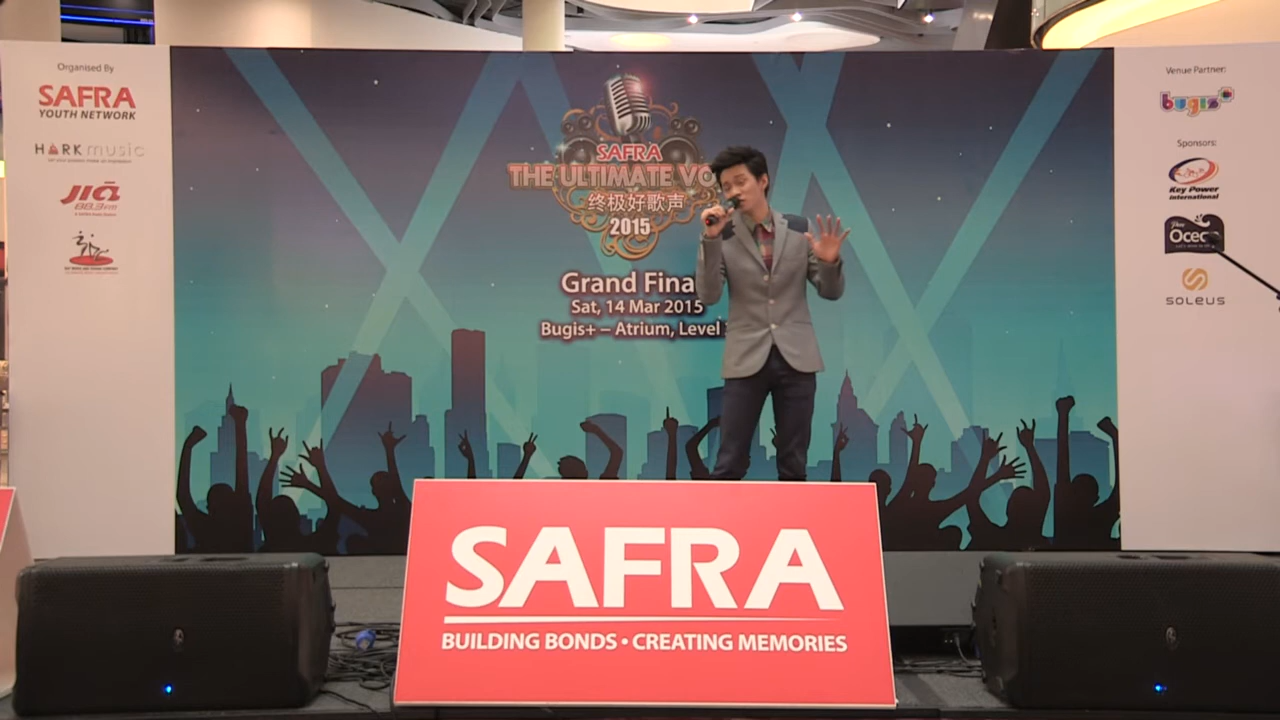 Organised By
SAFRA
YOUTH NETWORK
HARK music
JIA
88.3FM
SAFRA
THE ULTIMATE VO
终极好歌声
2015
Grand Fina
Sat, 14 Mar 2015
Bugis+ – Atrium, Level
Venue Partner:
bugis+
Sponsors:
Key Power
International
Ocec
SOLEUS
SAFRA
BUILDING BONDS • CREATING MEMORIES